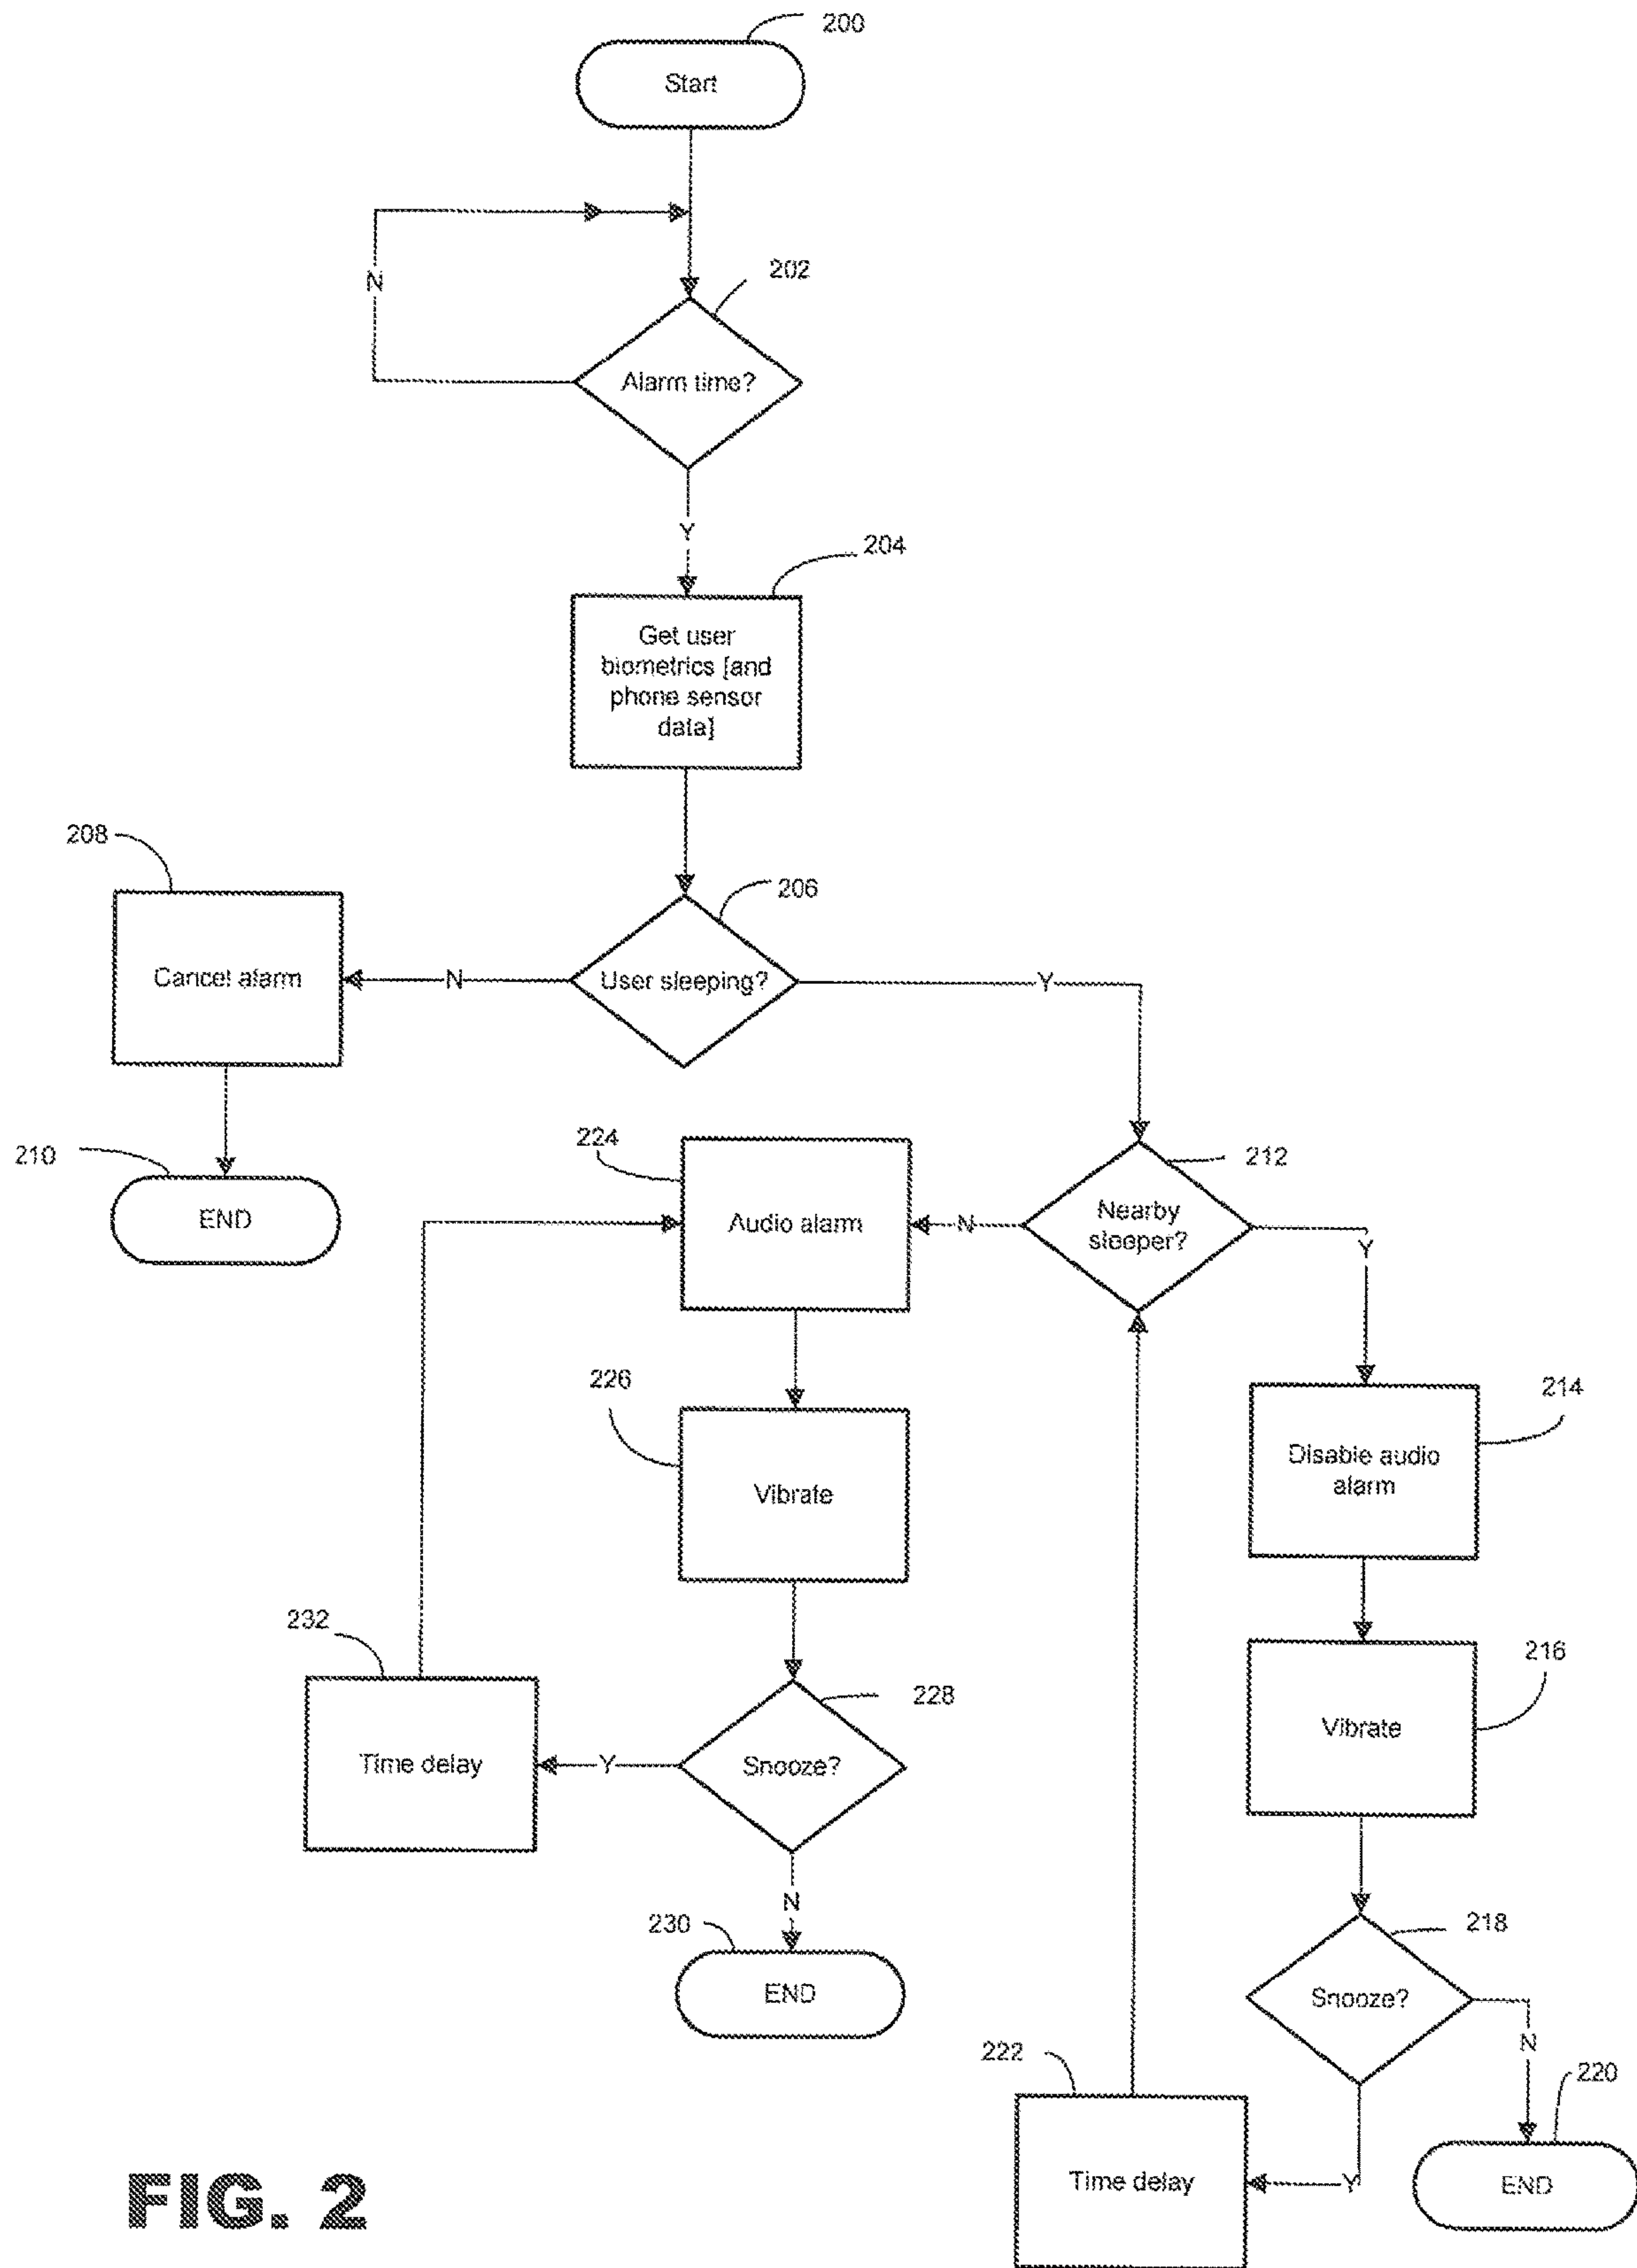 200
Start
N
202
Alarm time?
Y
204
Get user
biometrics [and
phone sensor
data]
208
206
Cancel alarm
N
User sleeping?
Y
210
END
224
212
Audio alarm
N
Nearby
sleeper?
Y
226
214
Vibrate
Disable audio
alarm
232
228
216
Time delay
Y
Snooze?
Vibrate
N
230
END
218
Snooze?
N
222
220
Time delay
Y
END
FIG. 2